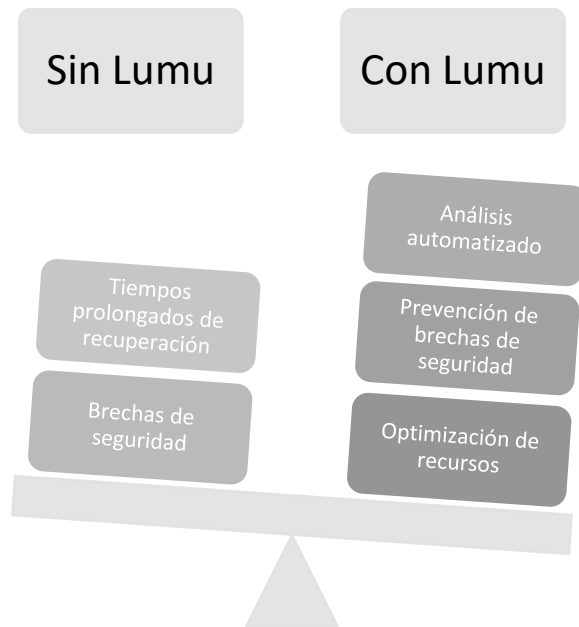 Sin Lumu
Con Lumu
Tiempos
prolongados de
recuperación
Brechas de
seguridad
Análisis
automatizado
Prevención de
brechas de
seguridad
Optimización de
recursos